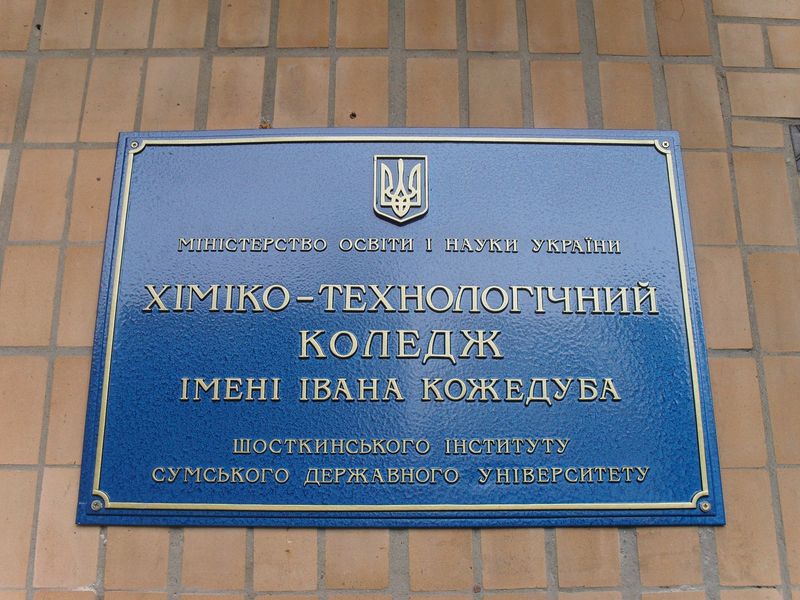 МІНІСТЕРСТВО ОСВІТИ І НАУКИ УКРАЇНИ
ХІМІКО-ТЕХНОЛОГІЧНИЙ
КОЛЕДЖ
ІМЕНІ ІВАНА КОЖЕДУБА
ШОСТКИНСЬКОГО ІНСТИТУТУ
СУМСЬКОГО ДЕРЖАВНОГО УНІВЕРСИТЕТУ